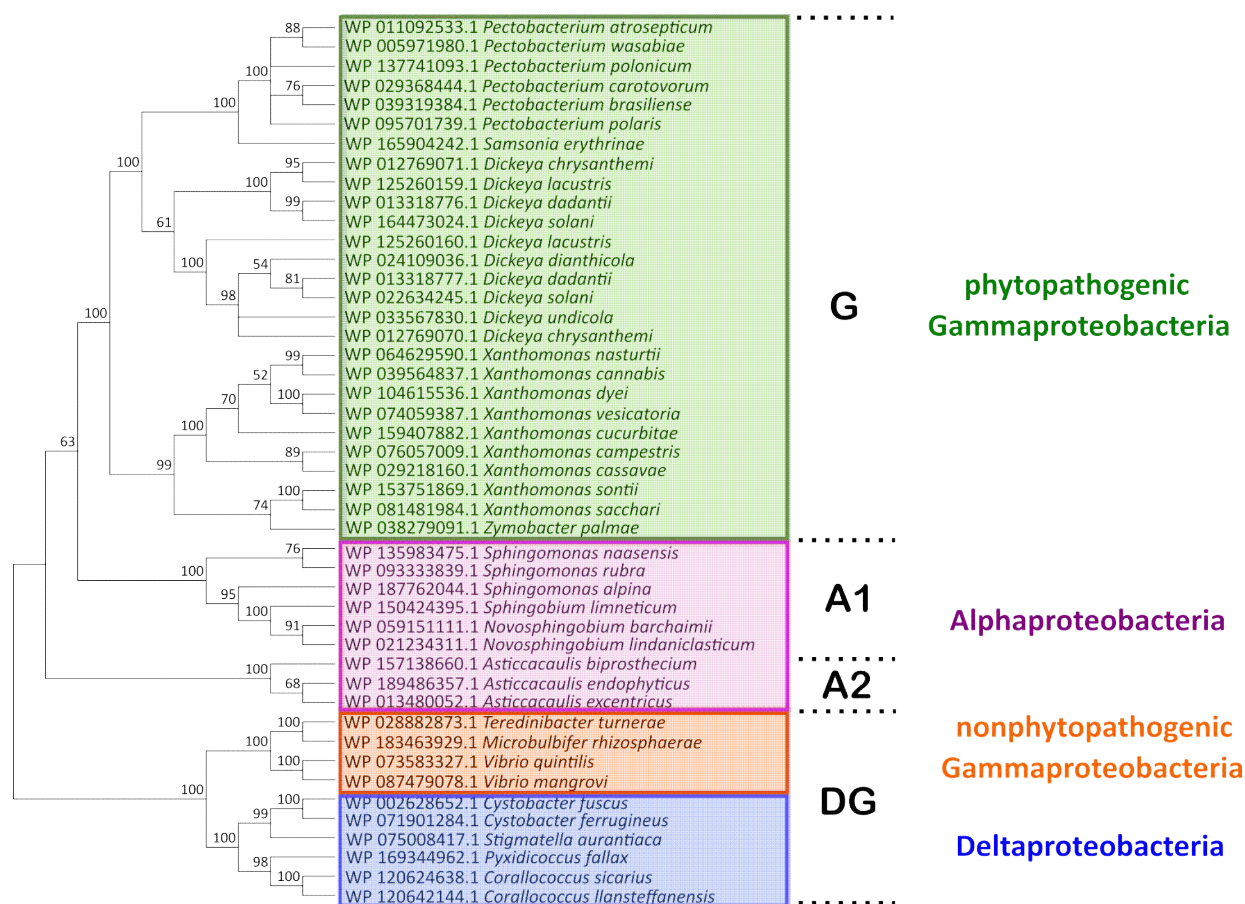 88
WP 011092533.1 Pectobacterium atrosepticum
WP 005971980.1 Pectobacterium wasabiae
100
WP 137741093.1 Pectobacterium polonicum
76
WP 029368444.1 Pectobacterium carotovorum
100
WP 039319384.1 Pectobacterium brasiliense
WP 095701739.1 Pectobacterium polaris
WP 165904242.1 Samsonia erythrinae
100
95
WP 012769071.1 Dickeya chrysanthemi
100
WP 125260159.1 Dickeya lacustris
99
WP 013318776.1 Dickeya dadantii
61
WP 164473024.1 Dickeya solani
WP 125260160.1 Dickeya lacustris
100
54
WP 024109036.1 Dickeya dianthicola
81
WP 013318777.1 Dickeya dadantii
98
WP 022634245.1 Dickeya solani
100
WP 033567830.1 Dickeya undicola
WP 012769070.1 Dickeya chrysanthemi
99
WP 064629590.1 Xanthomonas nasturtii
52
WP 039564837.1 Xanthomonas cannabis
100
WP 104615536.1 Xanthomonas dyei
70
WP 074059387.1 Xanthomonas vesicatoria
100
WP 159407882.1 Xanthomonas cucurbitae
63
89
WP 076057009.1 Xanthomonas campestris
99
WP 029218160.1 Xanthomonas cassavae
100
WP 153751869.1 Xanthomonas sontii
74
WP 081481984.1 Xanthomonas sacchari
WP 038279091.1 Zymobacter palmae
G
phytopathogenic
Gammaproteobacteria
76
WP 135983475.1 Sphingomonas naasensis
100
WP 093333839.1 Sphingomonas rubra
95
WP 187762044.1 Sphingomonas alpina
100
WP 150424395.1 Sphingobium limneticum
91
WP 059151111.1 Novosphingobium barchaimii
WP 021234311.1 Novosphingobium lindaniclasticum
A1
Alphaproteobacteria
100
WP 157138660.1 Asticcacaulis biprosthecium
68
WP 189486357.1 Asticcacaulis endophyticus
WP 013480052.1 Asticcacaulis excentricus
A2
100
WP 028882873.1 Teredinibacter turnerae
100
WP 183463929.1 Microbulbifer rhizosphaerae
100
WP 073583327.1 Vibrio quintilis
WP 087479078.1 Vibrio mangrovi
nonphytopathogenic
Gammaproteobacteria
100
DG
100
WP 002628652.1 Cystobacter fuscus
99
WP 071901284.1 Cystobacter ferrugineus
100
WP 075008417.1 Stigmatella aurantiaca
98
WP 169344962.1 Pyxidicoccus fallax
100
WP 120624638.1 Corallococcus sicarius
WP 120642144.1 Corallococcus llansteffanensis
Deltaproteobacteria